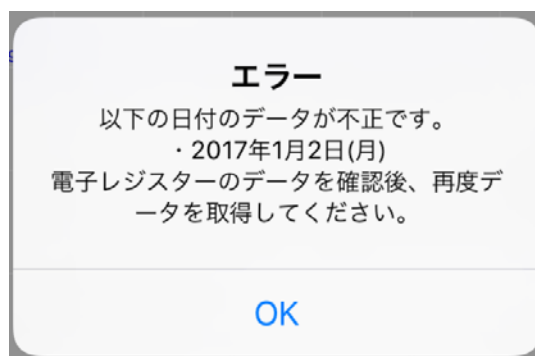 エラー
以下の日付のデータが不正です。
・2017年1月2日(月)
電子レジスターのデータを確認後、再度デ
ータを取得してください。
OK